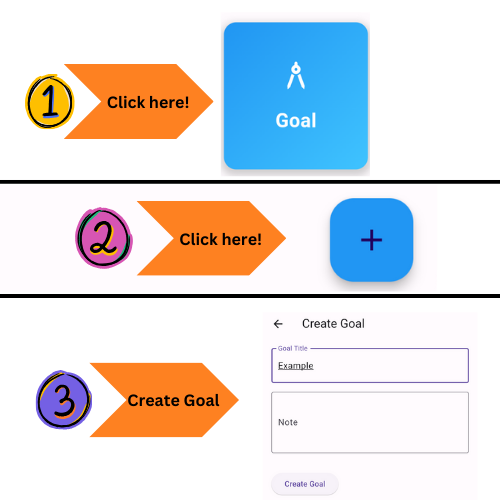 1
Click here!
Goal
2
Click here!
+
3
Create Goal
Create Goal
Goal Title
Example
Note
Create Goal